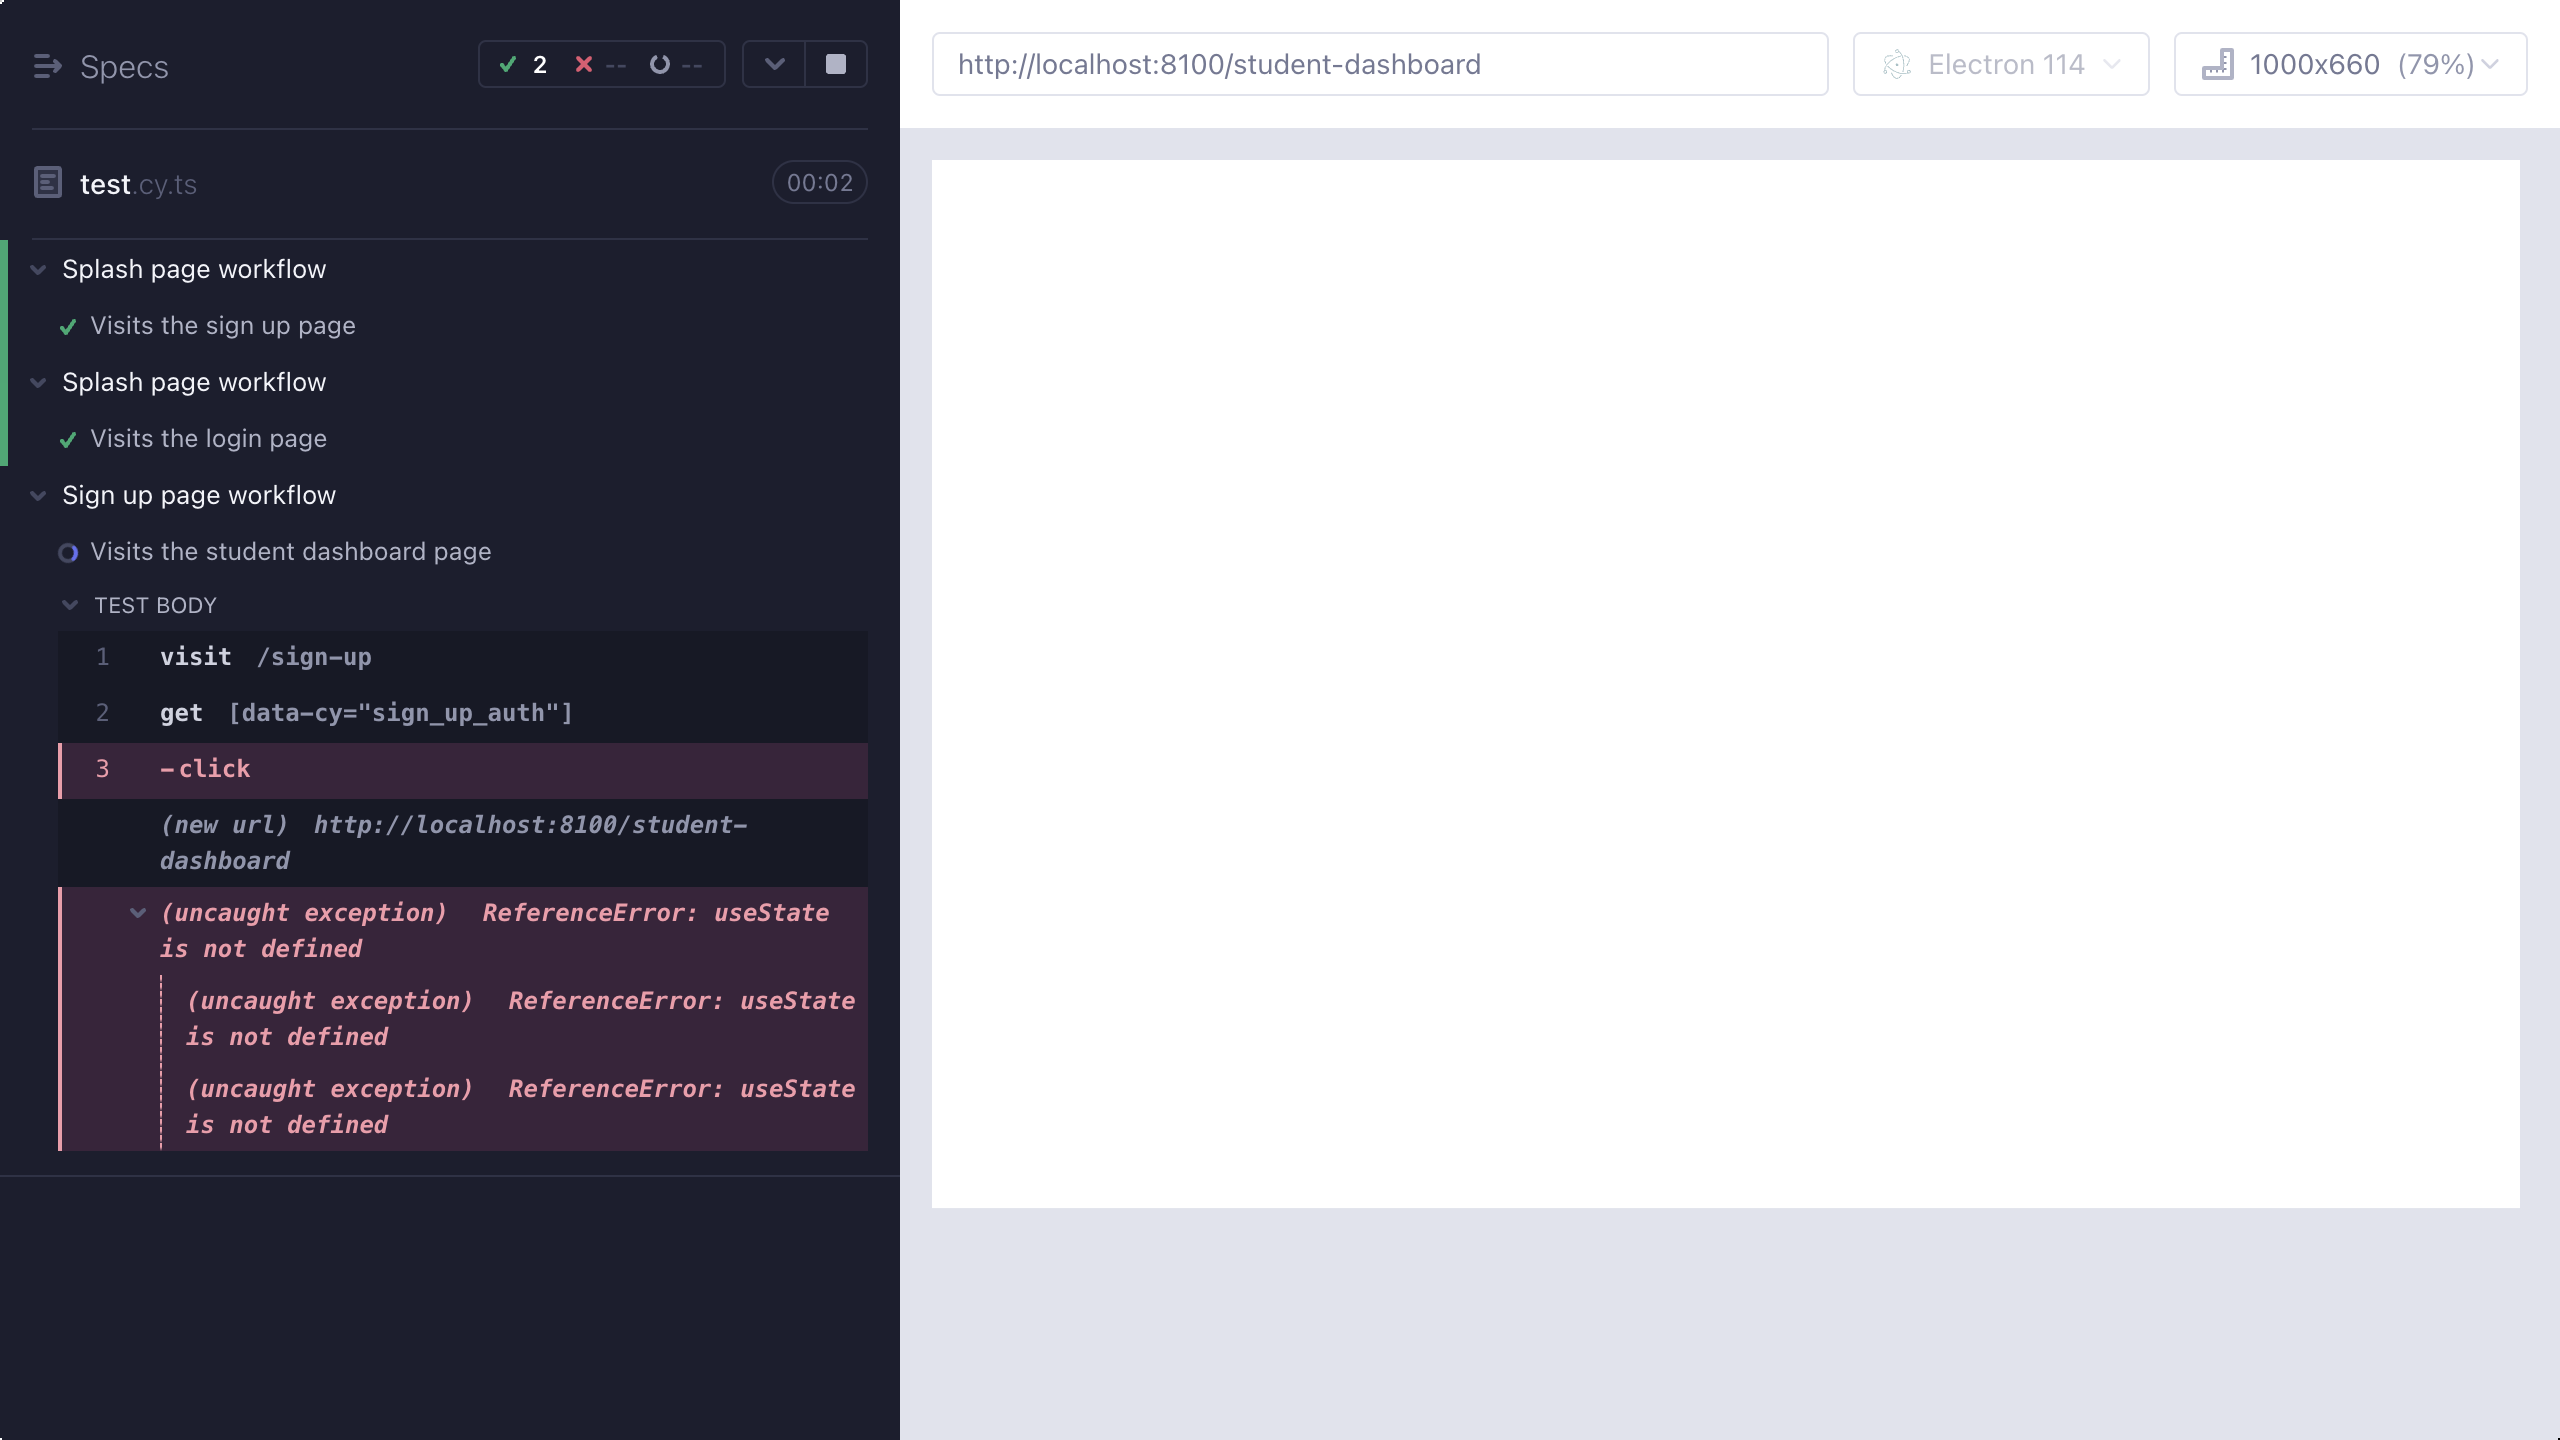 Specs
2 -- --
test.cy.ts
00:02
Splash page workflow
Visits the sign up page
Splash page workflow
Visits the login page
Sign up page workflow
Visits the student dashboard page
TEST BODY
1 visit /sign-up
2 get [data-cy="sign_up_auth"]
3 -click
(new url) http://localhost:8100/student-
dashboard
(uncaught exception) ReferenceError: useState
is not defined
(uncaught exception) ReferenceError: useState
is not defined
(uncaught exception) ReferenceError: useState
is not defined
http://localhost:8100/student-dashboard
Electron 114
1000x660 (79%)